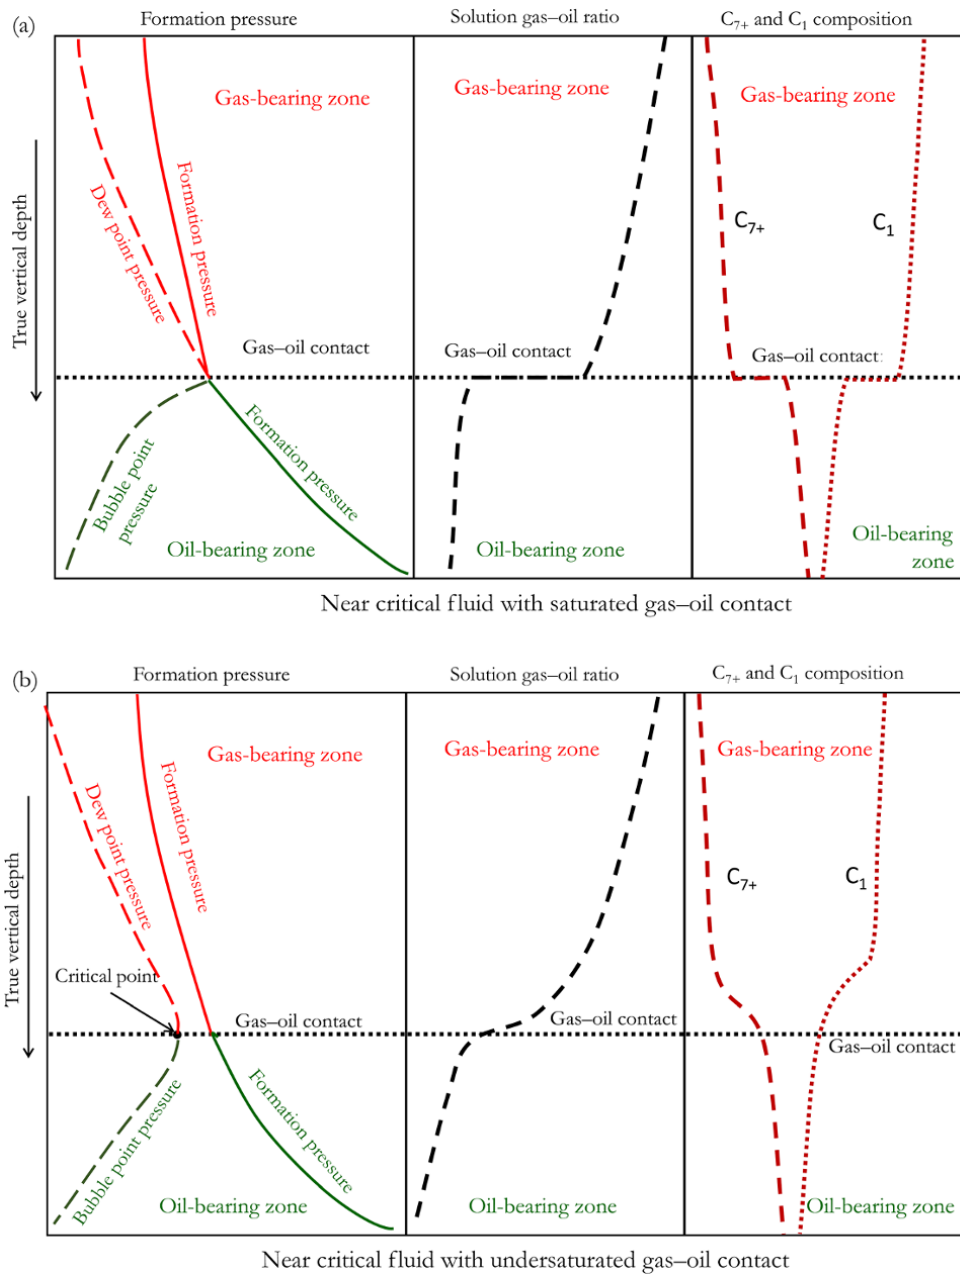 (a)
Formation pressure
Solution gas–oil ratio
C7+ and C1 composition
Gas-bearing zone
Gas-bearing zone
Gas-bearing zone
True vertical depth
Dew point pressure
Formation pressure
C7+
C1
Gas–oil contact
Gas–oil contact
Gas–oil contact
Bubble point
pressure
Formation pressure
Oil-bearing zone
Oil-bearing zone
Oil-bearing
zone
Near critical fluid with saturated gas–oil contact
(b)
Formation pressure
Solution gas–oil ratio
C7+ and C1 composition
Gas-bearing zone
Gas-bearing zone
Gas-bearing zone
True vertical depth
Dew point pressure
Formation pressure
C7+
C1
Critical point
Gas–oil contact
Gas–oil contact
Gas–oil contact
Bubble point pressure
Formation pressure
Oil-bearing zone
Oil-bearing zone
Oil-bearing zone
Near critical fluid with undersaturated gas–oil contact